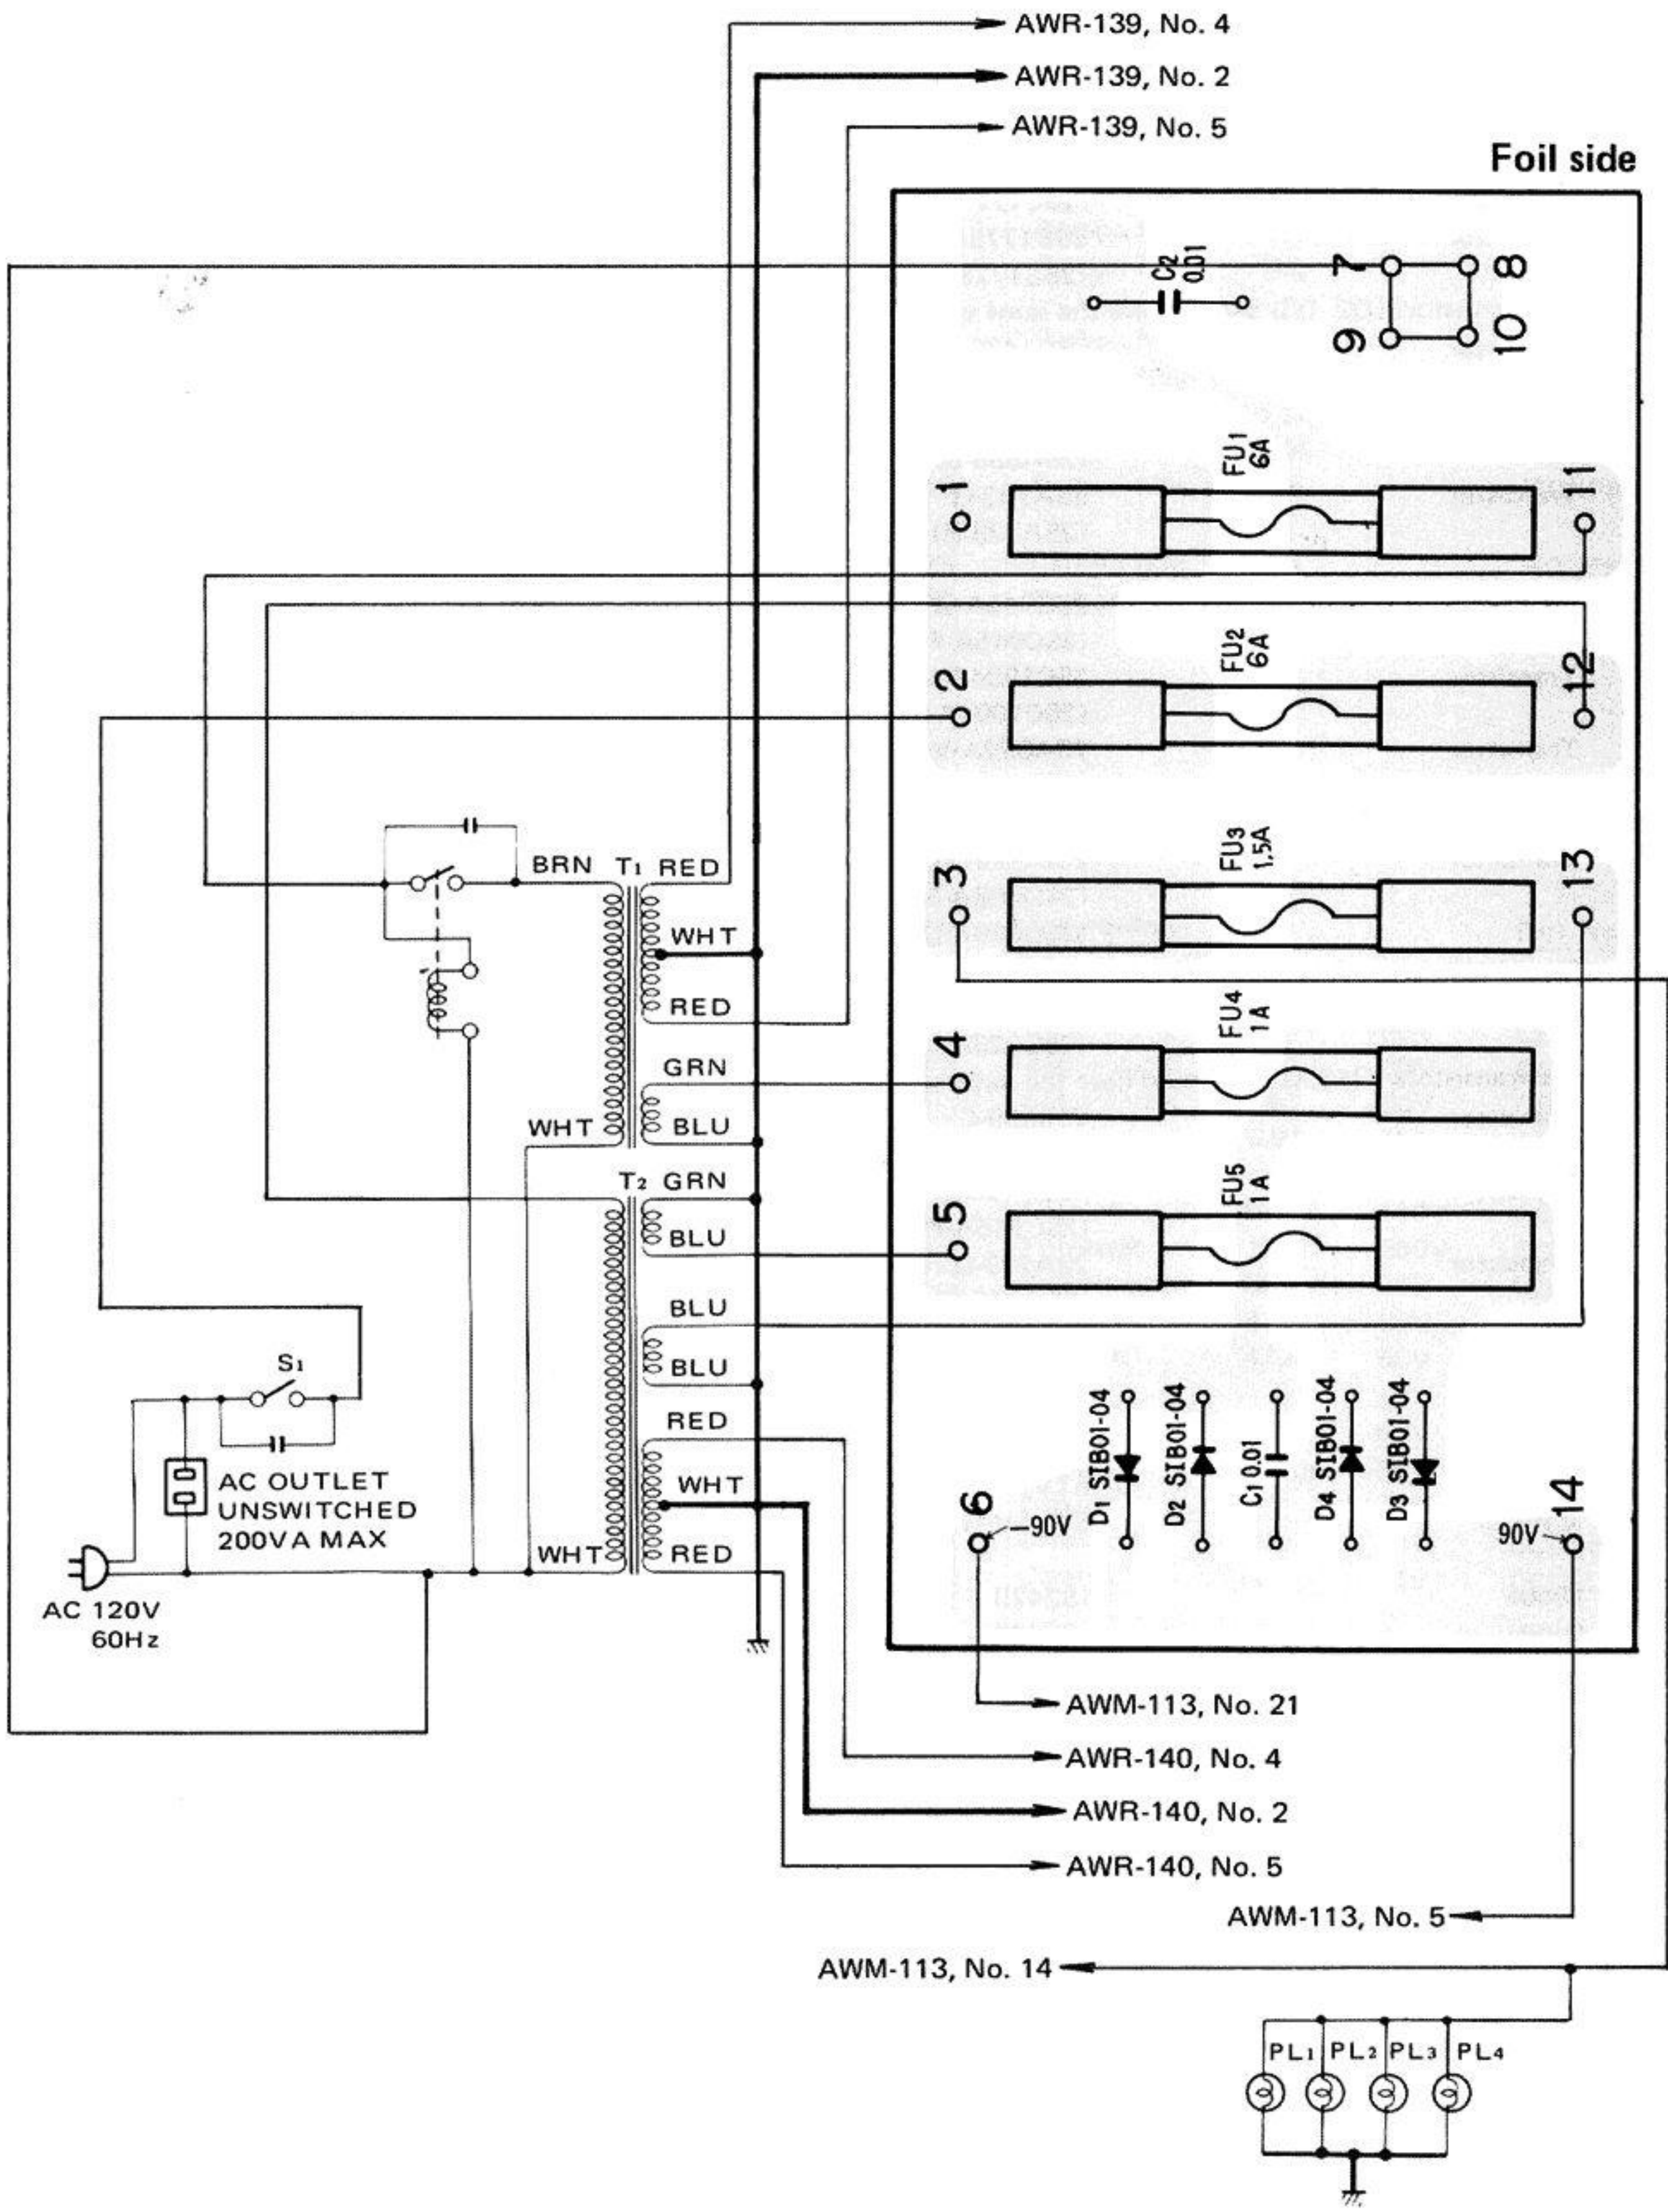 AWR-139, No. 4
AWR-139, No. 2
AWR-139, No. 5
Foil side
C2
0.01
7
8
9
10
FU1
6A
1
11
FU2
6A
2
12
FU3
1.5A
3
13
BRN
T1
RED
WHT
RED
FU4
1A
4
GRN
WHT
BLU
T2
GRN
FU5
1A
5
BLU
BLU
BLU
S1
RED
AC OUTLET
UNSWITCHED
200VA MAX
WHT
WHT
RED
AC 120V
60Hz
D1 SIB01-04
D2 SIB01-04
C1 0.01
D4 SIB01-04
D3 SIB01-04
6
-90V
90V
14
AWM-113, No. 21
AWR-140, No. 4
AWR-140, No. 2
AWR-140, No. 5
AWM-113, No. 5
AWM-113, No. 14
PL1
PL2
PL3
PL4